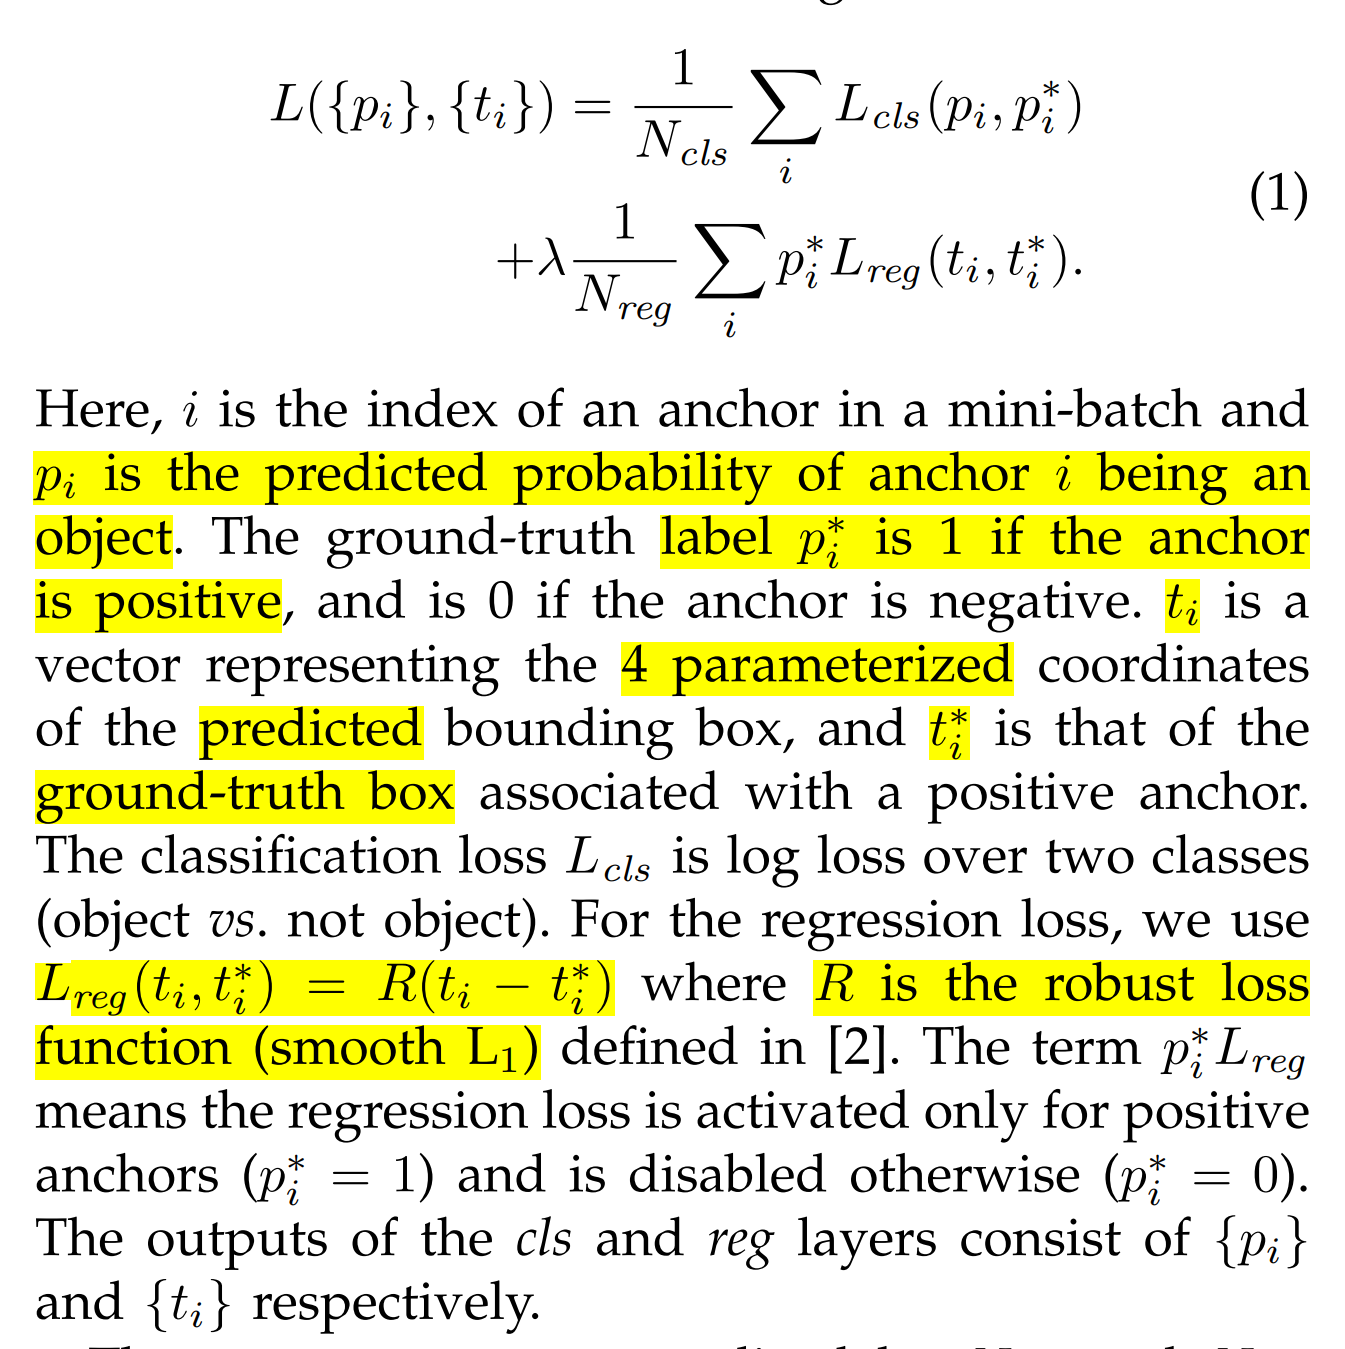 L({p_i}, {t_i}) = \frac{1}{N_{cls}} \sum_i L_{cls}(p_i, p_i^*)
+λ\frac{1}{N_{reg}} \sum_i p_i^* L_{reg}(t_i, t_i^*).
(1)
Here, i is the index of an anchor in a mini-batch and
p_i is the predicted probability of anchor i being an
object. The ground-truth label p_i^* is 1 if the anchor
is positive, and is 0 if the anchor is negative. t_i is a
vector representing the 4 parameterized coordinates
of the predicted bounding box, and t_i^* is that of the
ground-truth box associated with a positive anchor.
The classification loss L_{cls} is log loss over two classes
(object vs. not object). For the regression loss, we use
L_{reg}(t_i, t_i^*) = R(t_i − t_i^*) where R is the robust loss
function (smooth L_1) defined in [2]. The term p_i^* L_{reg}
means the regression loss is activated only for positive
anchors (p_i^* = 1) and is disabled otherwise (p_i^* = 0).
The outputs of the cls and reg layers consist of {p_i}
and {t_i} respectively.